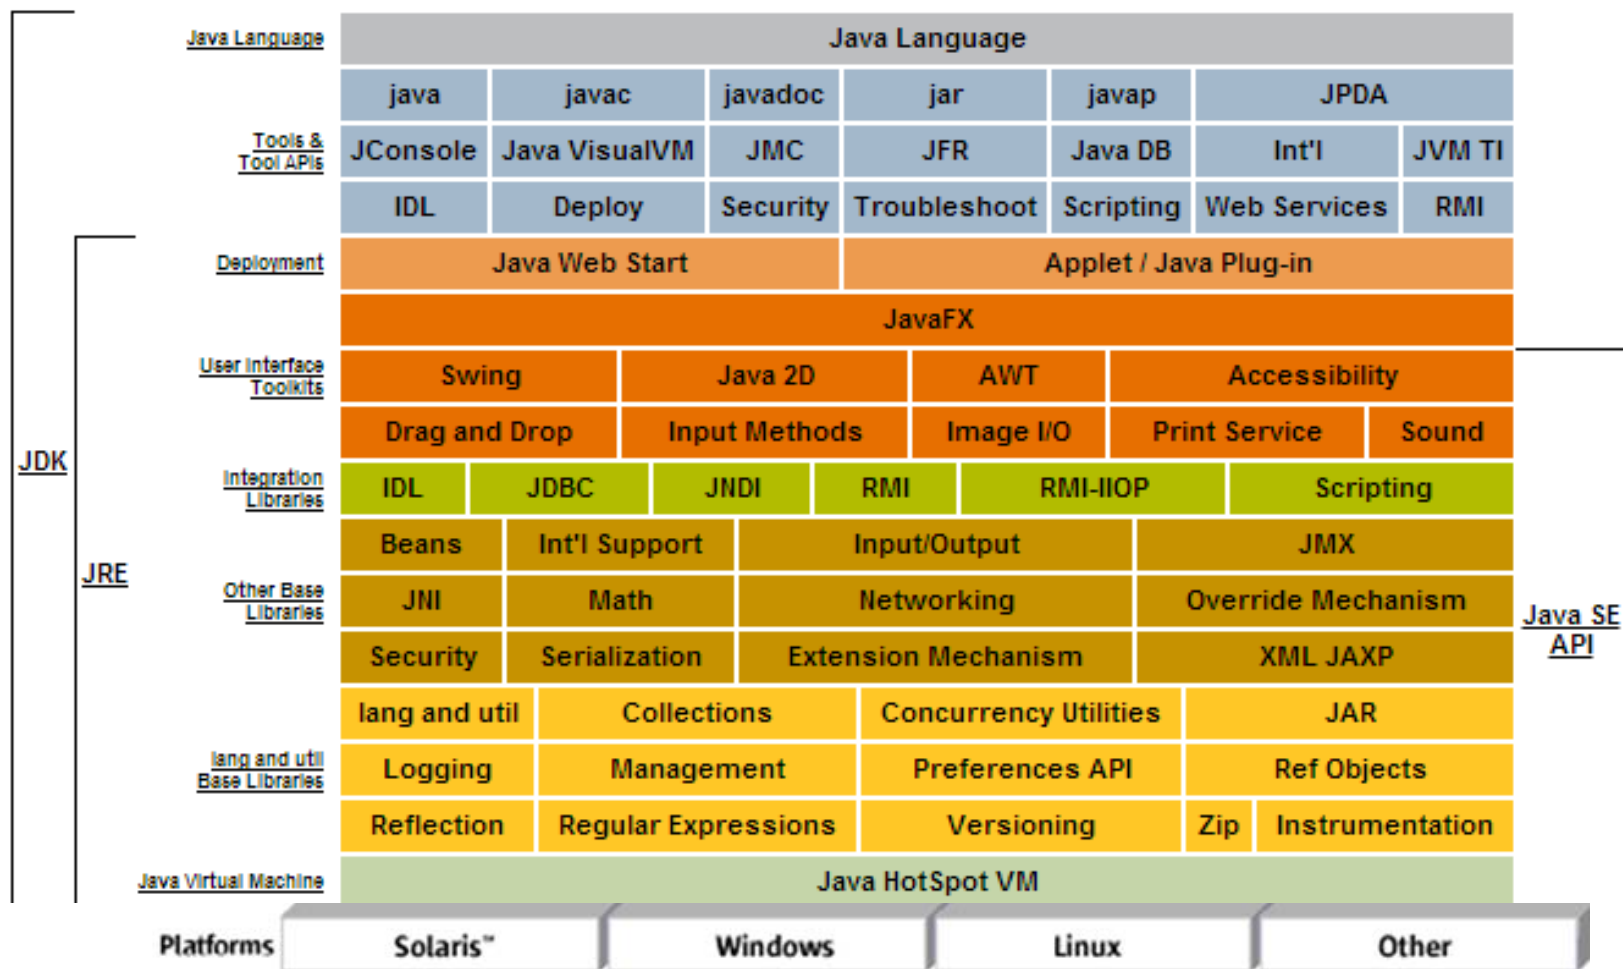 Java Language
Java Language
java javac javadoc jar javap JPDA
Tools &
Tool APIs
JConsole Java VisualVM JMC JFR Java DB Int'l JVM TI
IDL Deploy Security Troubleshoot Scripting Web Services RMI
Deployment
Java Web Start Applet / Java Plug-in
JavaFX
User Interface
Toolkits
Swing Java 2D AWT Accessibility
Drag and Drop Input Methods Image I/O Print Service Sound
JDK
Integration
Libraries
IDL JDBC JNDI RMI RMI-IIOP Scripting
Beans Int'l Support Input/Output JMX
JRE
Other Base
Libraries
JNI Math Networking Override Mechanism
Java SE
API
Security Serialization Extension Mechanism XML JAXP
lang and util Collections Concurrency Utilities JAR
lang and util
Base Libraries
Logging Management Preferences API Ref Objects
Reflection Regular Expressions Versioning Zip Instrumentation
Java Virtual Machine
Java HotSpot VM
Platforms Solaris™ Windows Linux Other